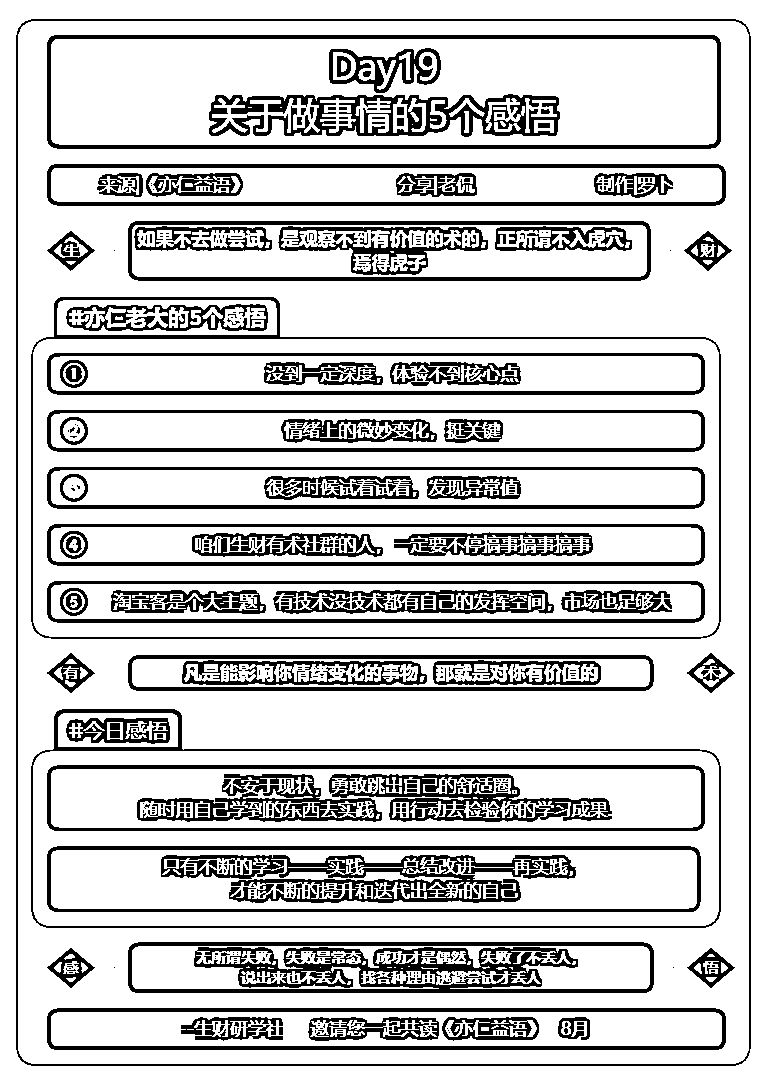 Day19
关于做事情的5个感悟
来源|《亦仁益语》 分享|老侃 制作|罗卜
生 如果不去做尝试，是观察不到有价值的术的，正所谓不入虎穴， 财
焉得虎子
#亦仁老大的5个感悟
① 没到一定深度，体验不到核心点
② 情绪上的微妙变化，挺关键
很多时候试着试着，发现异常值
④ 咱们生财有术社群的人，一定要不停搞事搞事搞事
⑤ 淘宝客是个大主题，有技术没技术都有自己的发挥空间，市场也足够大
有 凡是能影响你情绪变化的事物，那就是对你有价值的 术
#今日感悟
不安于现状，勇敢跳出自己的舒适圈。
随时用自己学到的东西去实践，用行动去检验你的学习成果
只有不断的学习——实践——总结改进——再实践，
才能不断的提升和迭代出全新的自己
感 无所谓失败，失败是常态，成功才是偶然，失败了不丢人， 悟
说出来也不丢人，找各种理由逃避尝试才丢人
一生财研学社 邀请您一起共读《亦仁益语》 8月